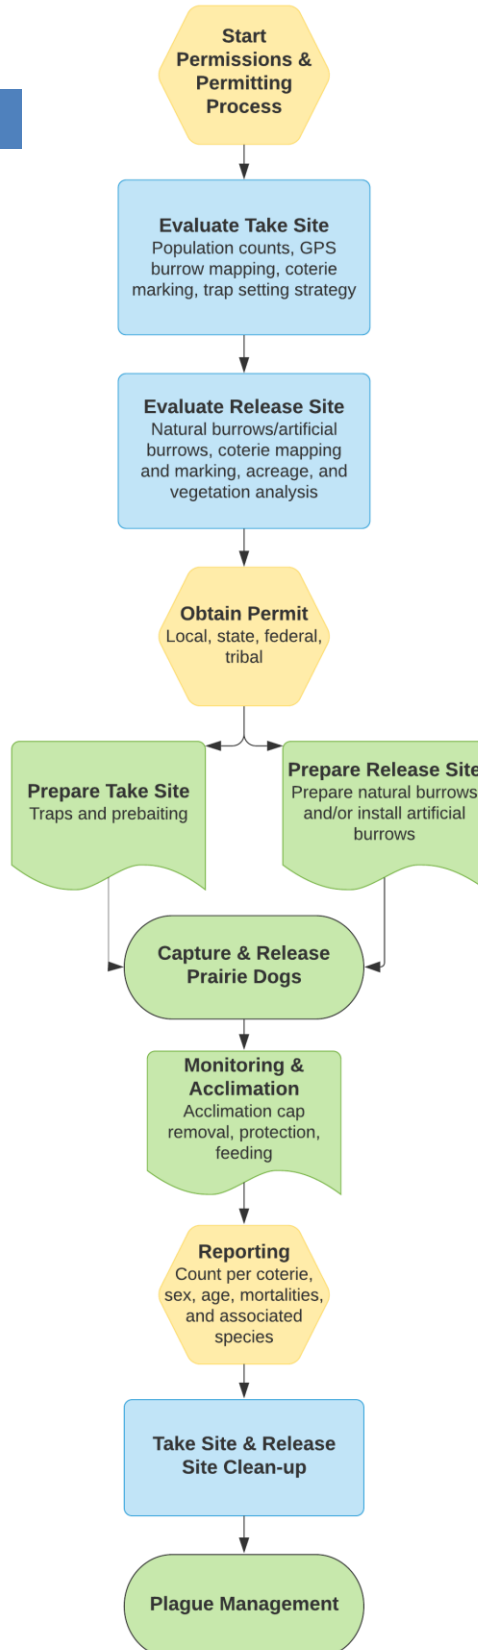 Start
Permissions &
Permitting
Process
Evaluate Take Site
Population counts, GPS
burrow mapping, coterie
marking, trap setting strategy
Evaluate Release Site
Natural burrows/artificial
burrows, coterie mapping
and marking, acreage, and
vegetation analysis
Obtain Permit
Local, state, federal,
tribal
Prepare Take Site
Traps and prebaiting
Prepare Release Site
Prepare natural burrows
and/or install artificial
burrows
Capture & Release
Prairie Dogs
Monitoring &
Acclimation
Acclimation cap
removal, protection,
feeding
Reporting
Count per coterie,
sex, age, mortalities,
and associated
species
Take Site & Release
Site Clean-up
Plague Management